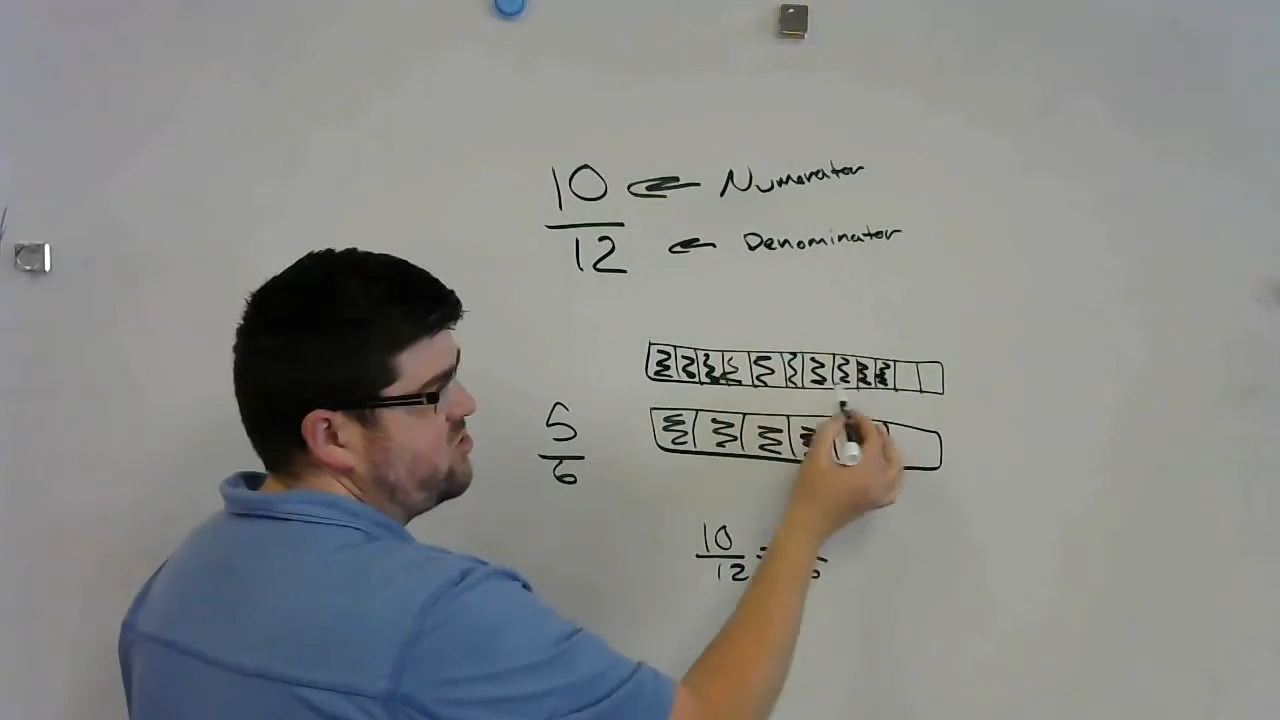 10 ← Numerator
12 ← Denominator
5
6
10
12 =